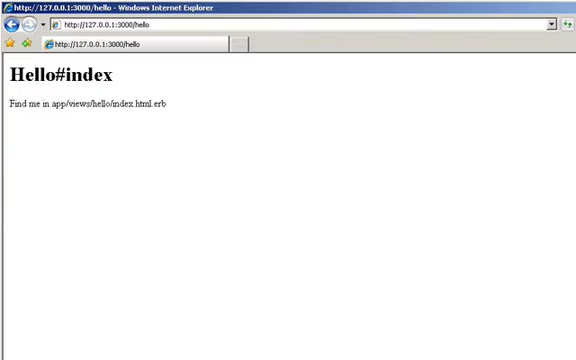 http://127.0.0.1:3000/hello - Windows Internet Explorer
http://127.0.0.1:3000/hello
http://127.0.0.1:3000/hello
Hello#index
Find me in app/views/hello/index.html.erb